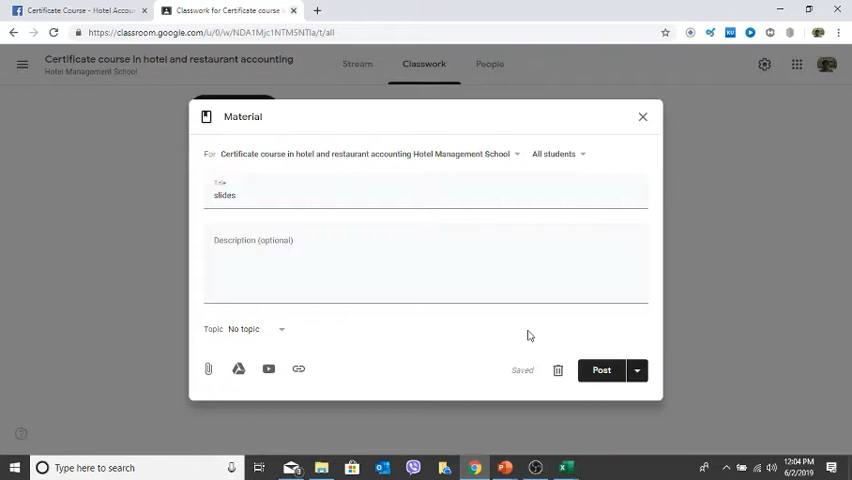 Certificate Course - Hotel Accou
Classwork for Certificate course i
https://classroom.google.com/u/0/w/NDA1Mjc1NTM5NTIa/t/all
Certificate course in hotel and restaurant accounting
Hotel Management School
Stream
Classwork
People
Material
For Certificate course in hotel and restaurant accounting Hotel Management School
All students
Title
slides
Description (optional)
Topic No topic
Saved
Post
Type here to search
12:04 PM
6/2/2019